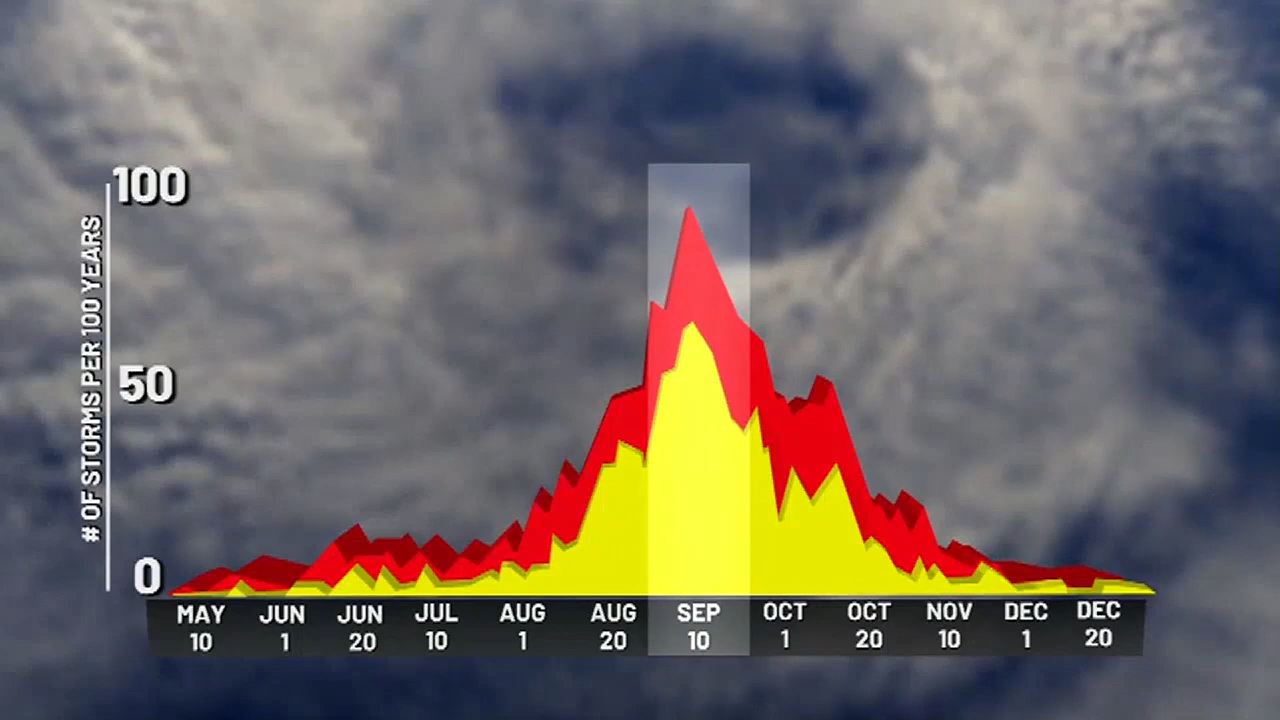 100
# OF STORMS PER 100 YEARS
50
0
MAY 10
JUN 1
JUN 20
JUL 10
AUG 1
AUG 20
SEP 10
OCT 1
OCT 20
NOV 10
DEC 1
DEC 20